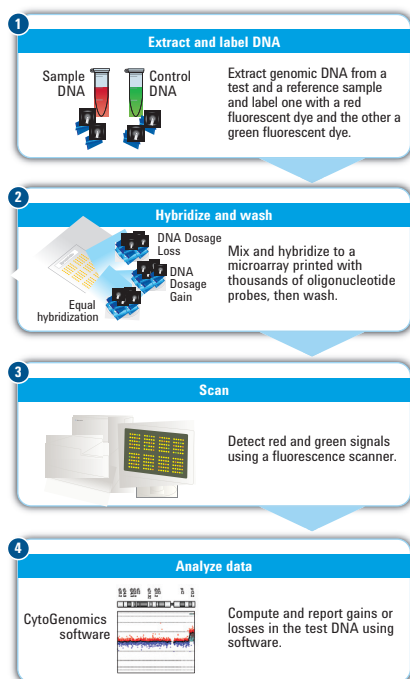 1
Extract and label DNA
Sample
DNA
Control
DNA
Extract genomic DNA from a
test and a reference sample
and label one with a red
fluorescent dye and the other a
green fluorescent dye.
2
Hybridize and wash
DNA Dosage
Loss
DNA
Dosage
Gain
Equal
hybridization
Mix and hybridize to a
microarray printed with
thousands of oligonucleotide
probes, then wash.
3
Scan
Detect red and green signals
using a fluorescence scanner.
4
Analyze data
CytoGenomics
software
Compute and report gains or
losses in the test DNA using
software.